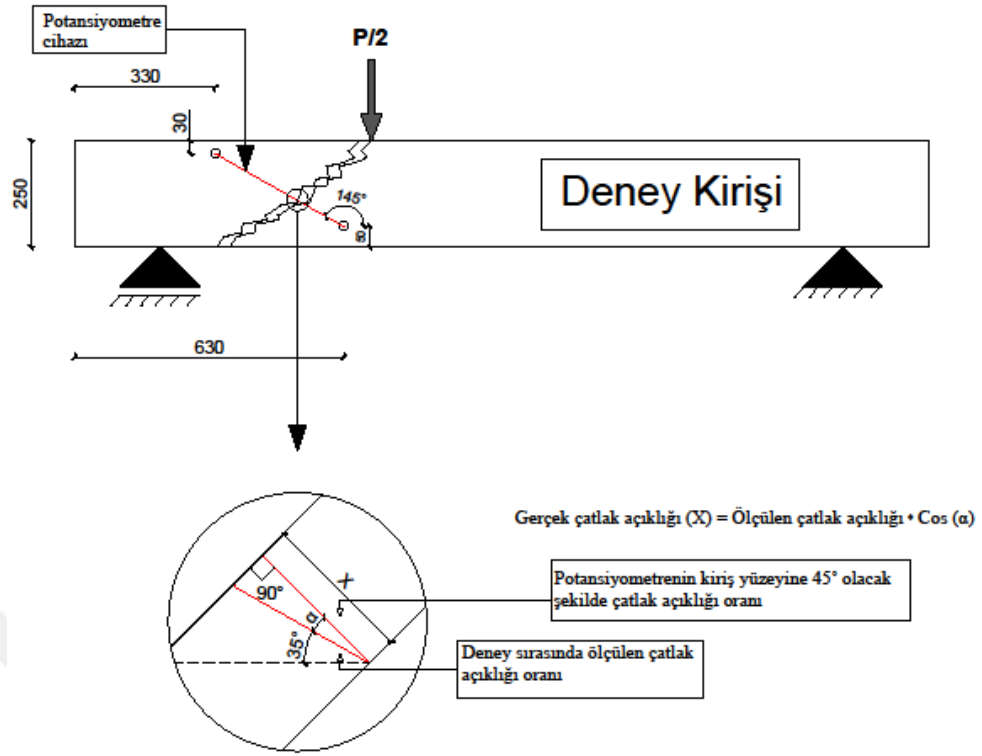 Potansiyometre
cihazı
P/2
330
30
250
145°
50
Deney Kirişi
630
Gerçek çatlak açıklığı (X) = Ölçülen çatlak açıklığı * Cos (α)
X
90°
α
35°
Potansiyometrenin kiriş yüzeyine 45° olacak
şekilde çatlak açıklığı oranı
Deney sırasında ölçülen çatlak
açıklığı oranı